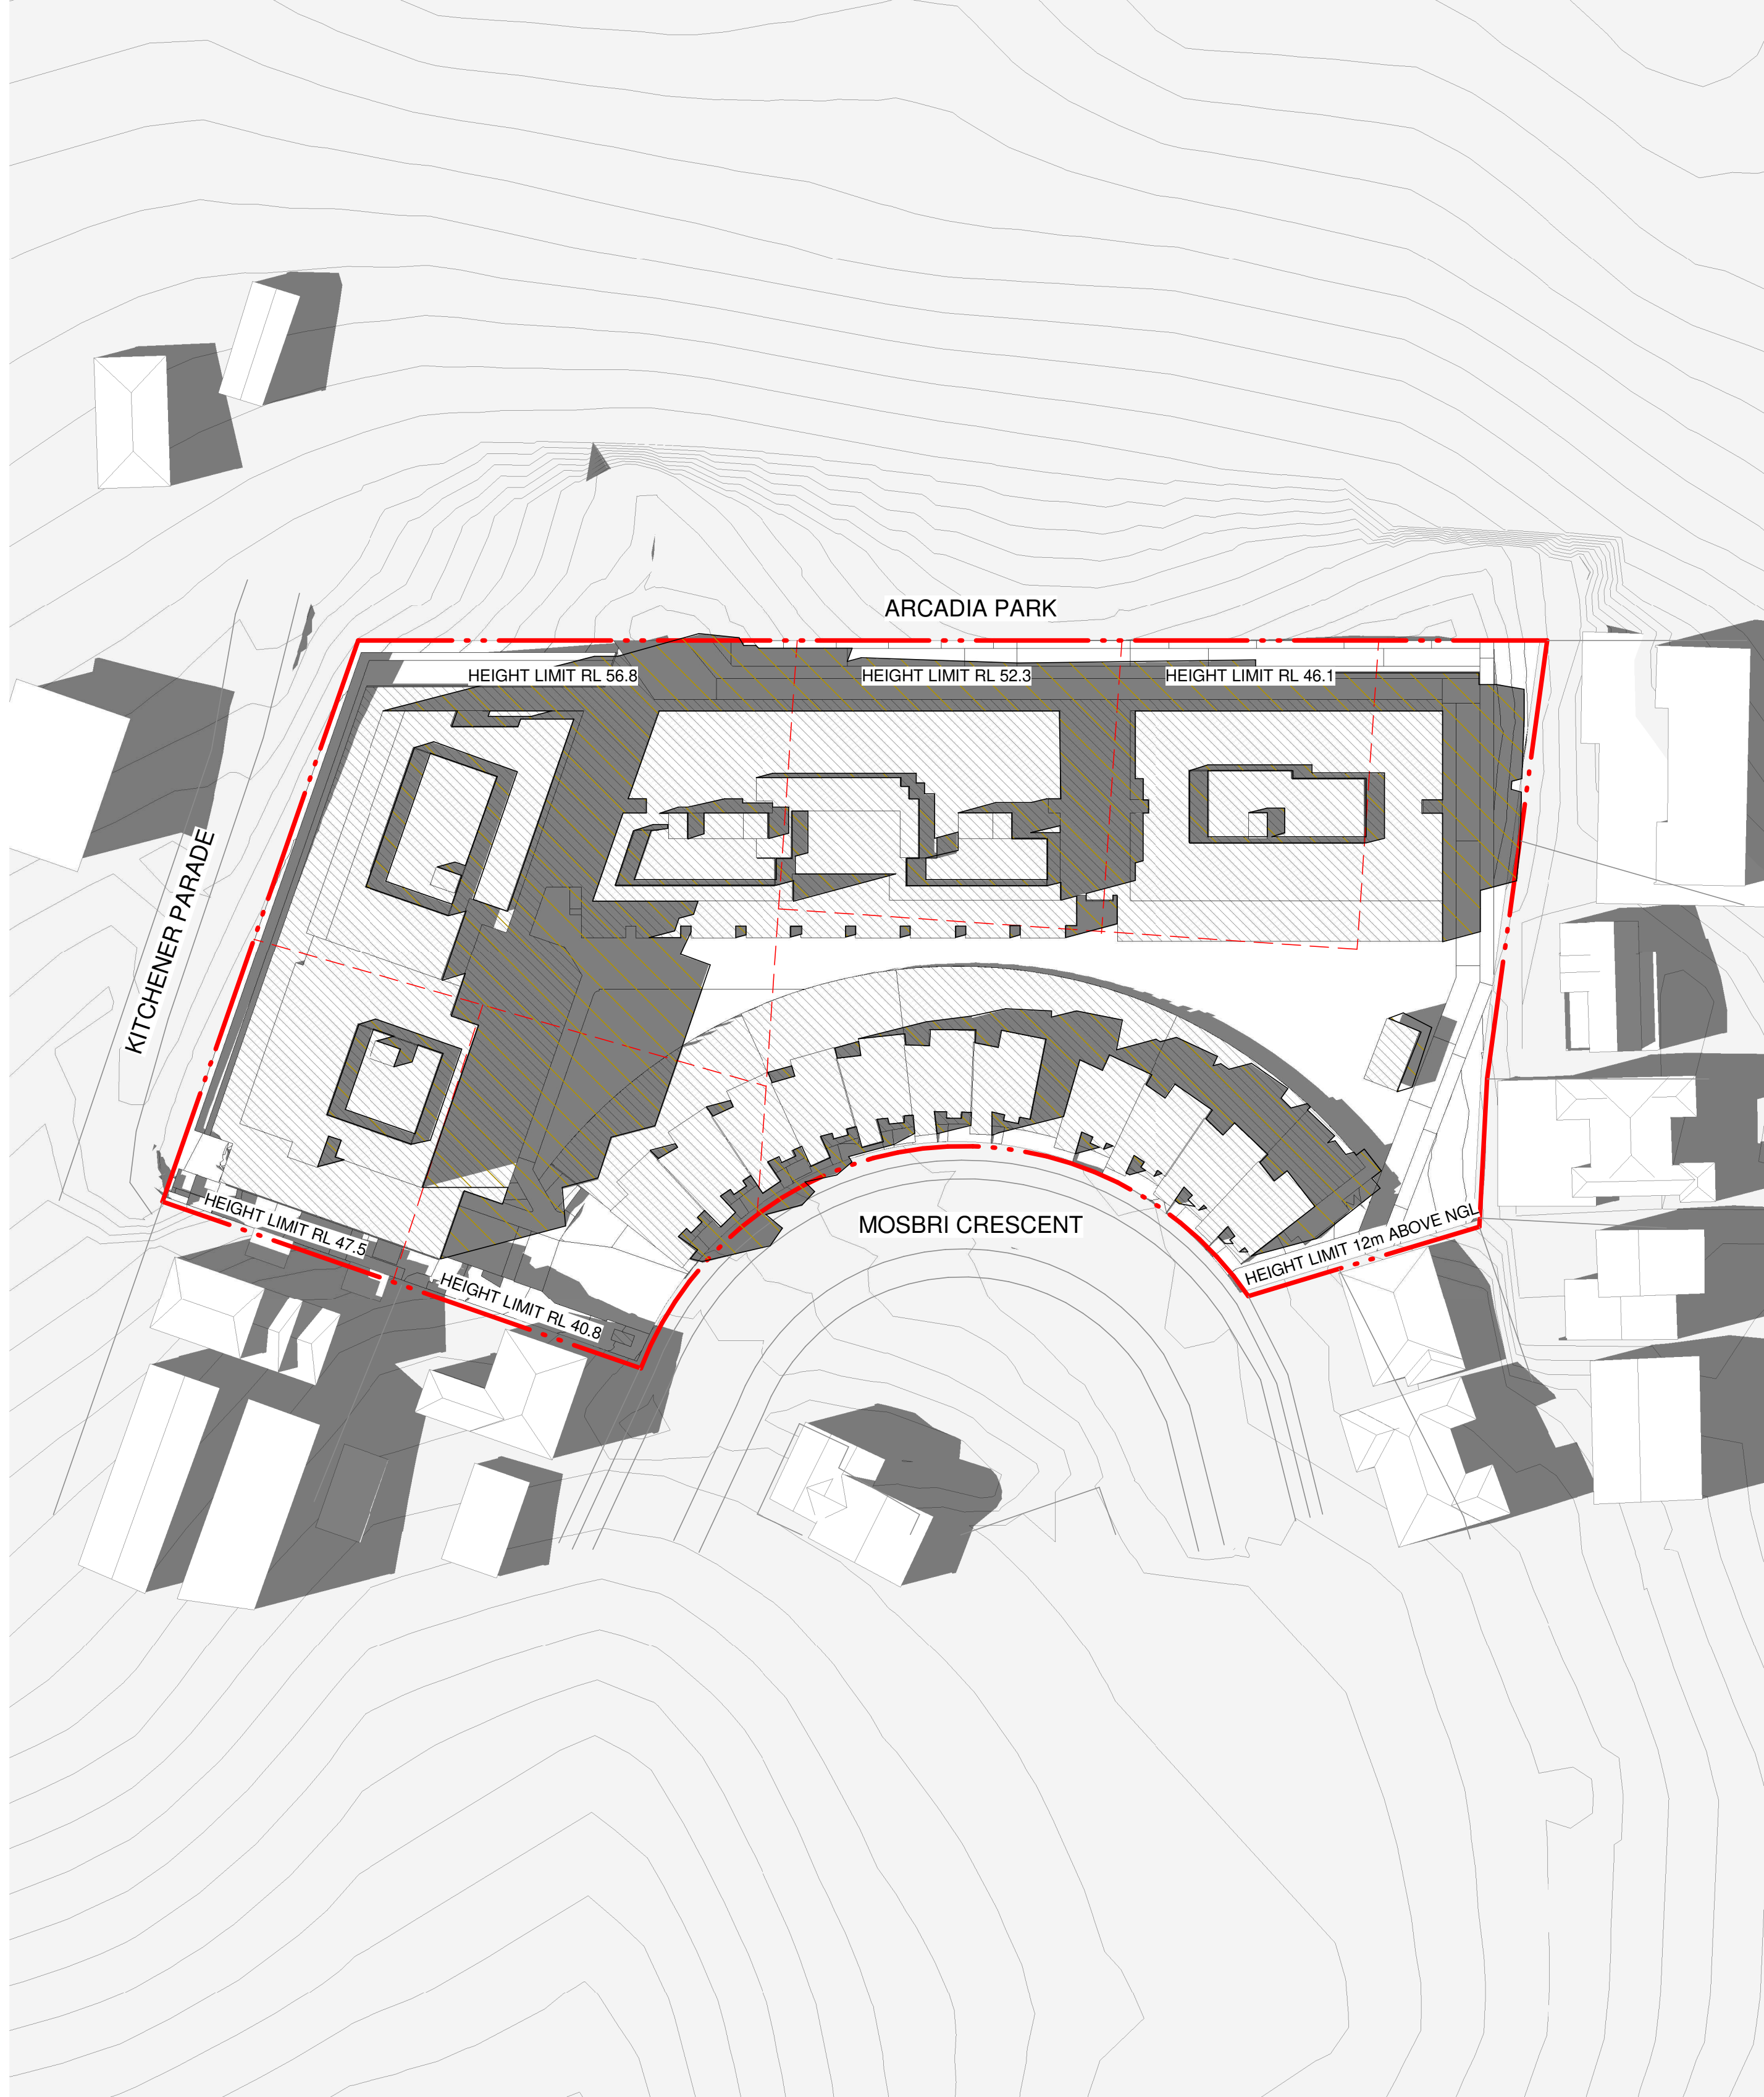 ARCADIA PARK
HEIGHT LIMIT RL 56.8
HEIGHT LIMIT RL 52.3
HEIGHT LIMIT RL 46.1
KITCHENER PARADE
HEIGHT LIMIT RL 47.5
MOSBRI CRESCENT
HEIGHT LIMIT 12m ABOVE NGL
HEIGHT LIMIT RL 40.8